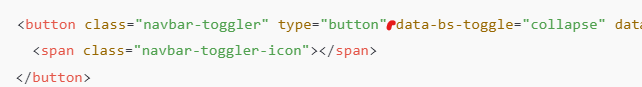 <button class="navbar-toggler" type="button" data-bs-toggle="collapse" data
<span class="navbar-toggler-icon"></span>
</button>